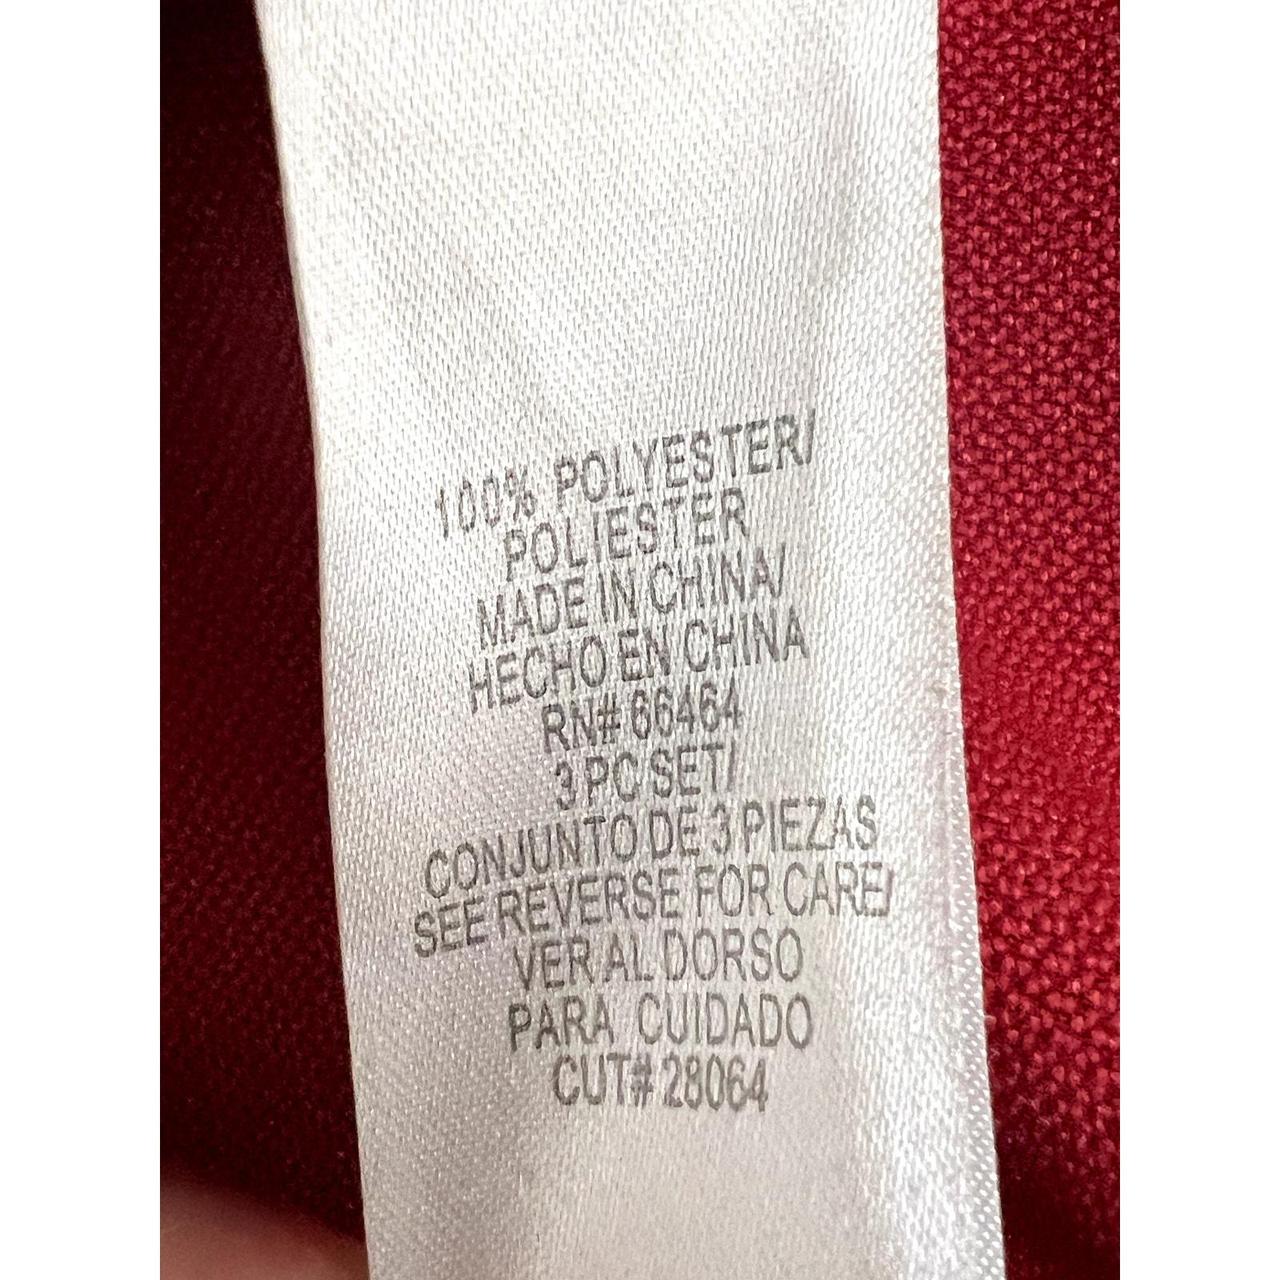 100% POLYESTER/
POLIESTER
MADE IN CHINA/
HECHO EN CHINA
RN# 66464
3 PC SET/
CONJUNTO DE 3 PIEZAS
SEE REVERSE FOR CARE/
VER AL DORSO
PARA CUIDADO
CUT# 28064